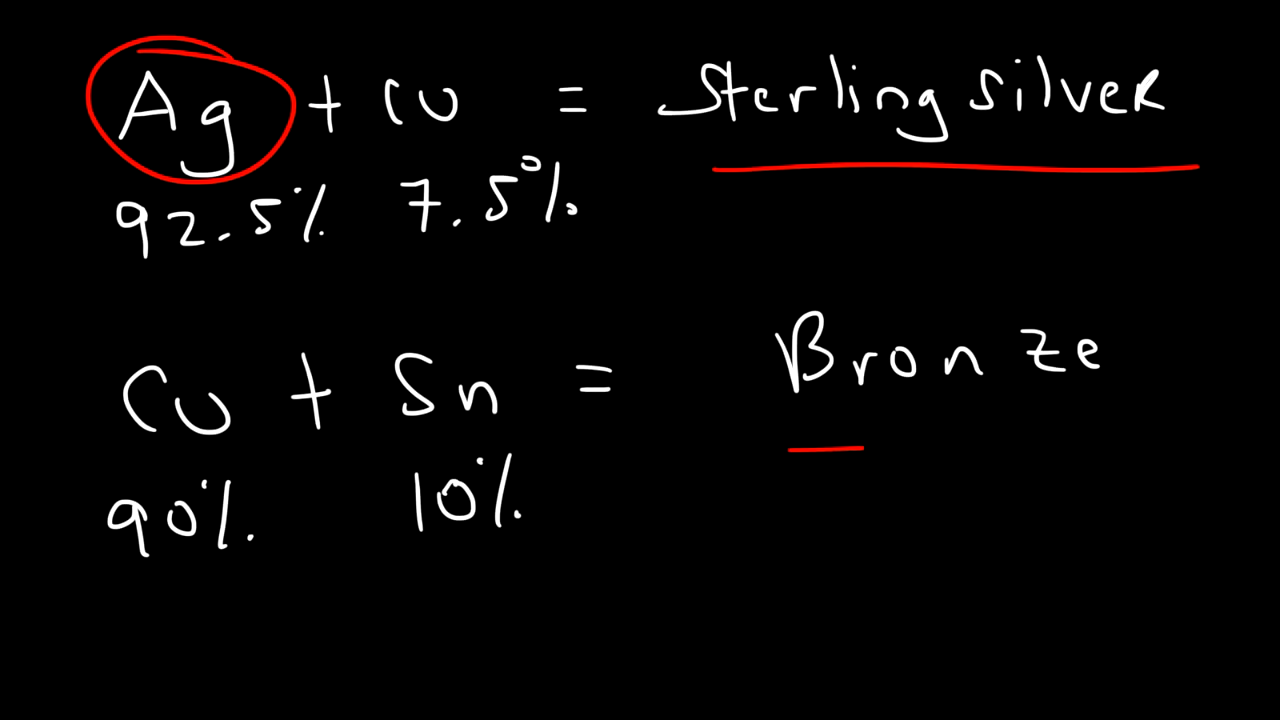 Ag + Cu = Sterling silver
92.5% 7.5%
Cu + Sn = Bronze
90% 10%